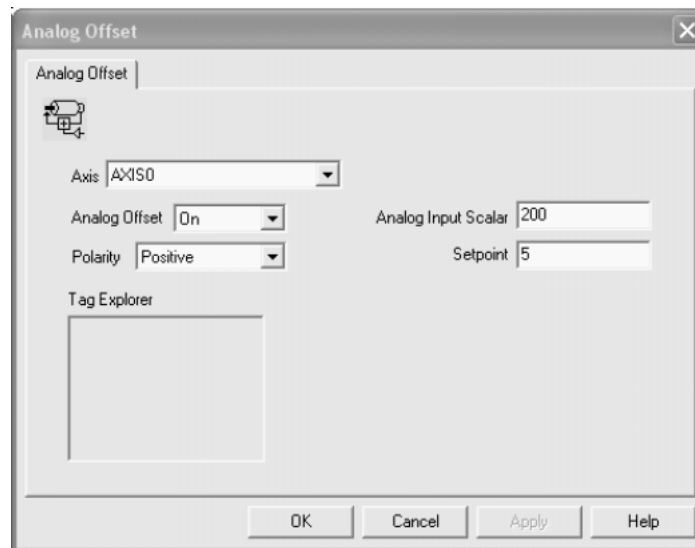 Analog Offset
Analog Offset
Axis AXIS0
Analog Offset On Analog Input Scalar 200
Polarity Positive Setpoint 5
Tag Explorer
OK Cancel Apply Help